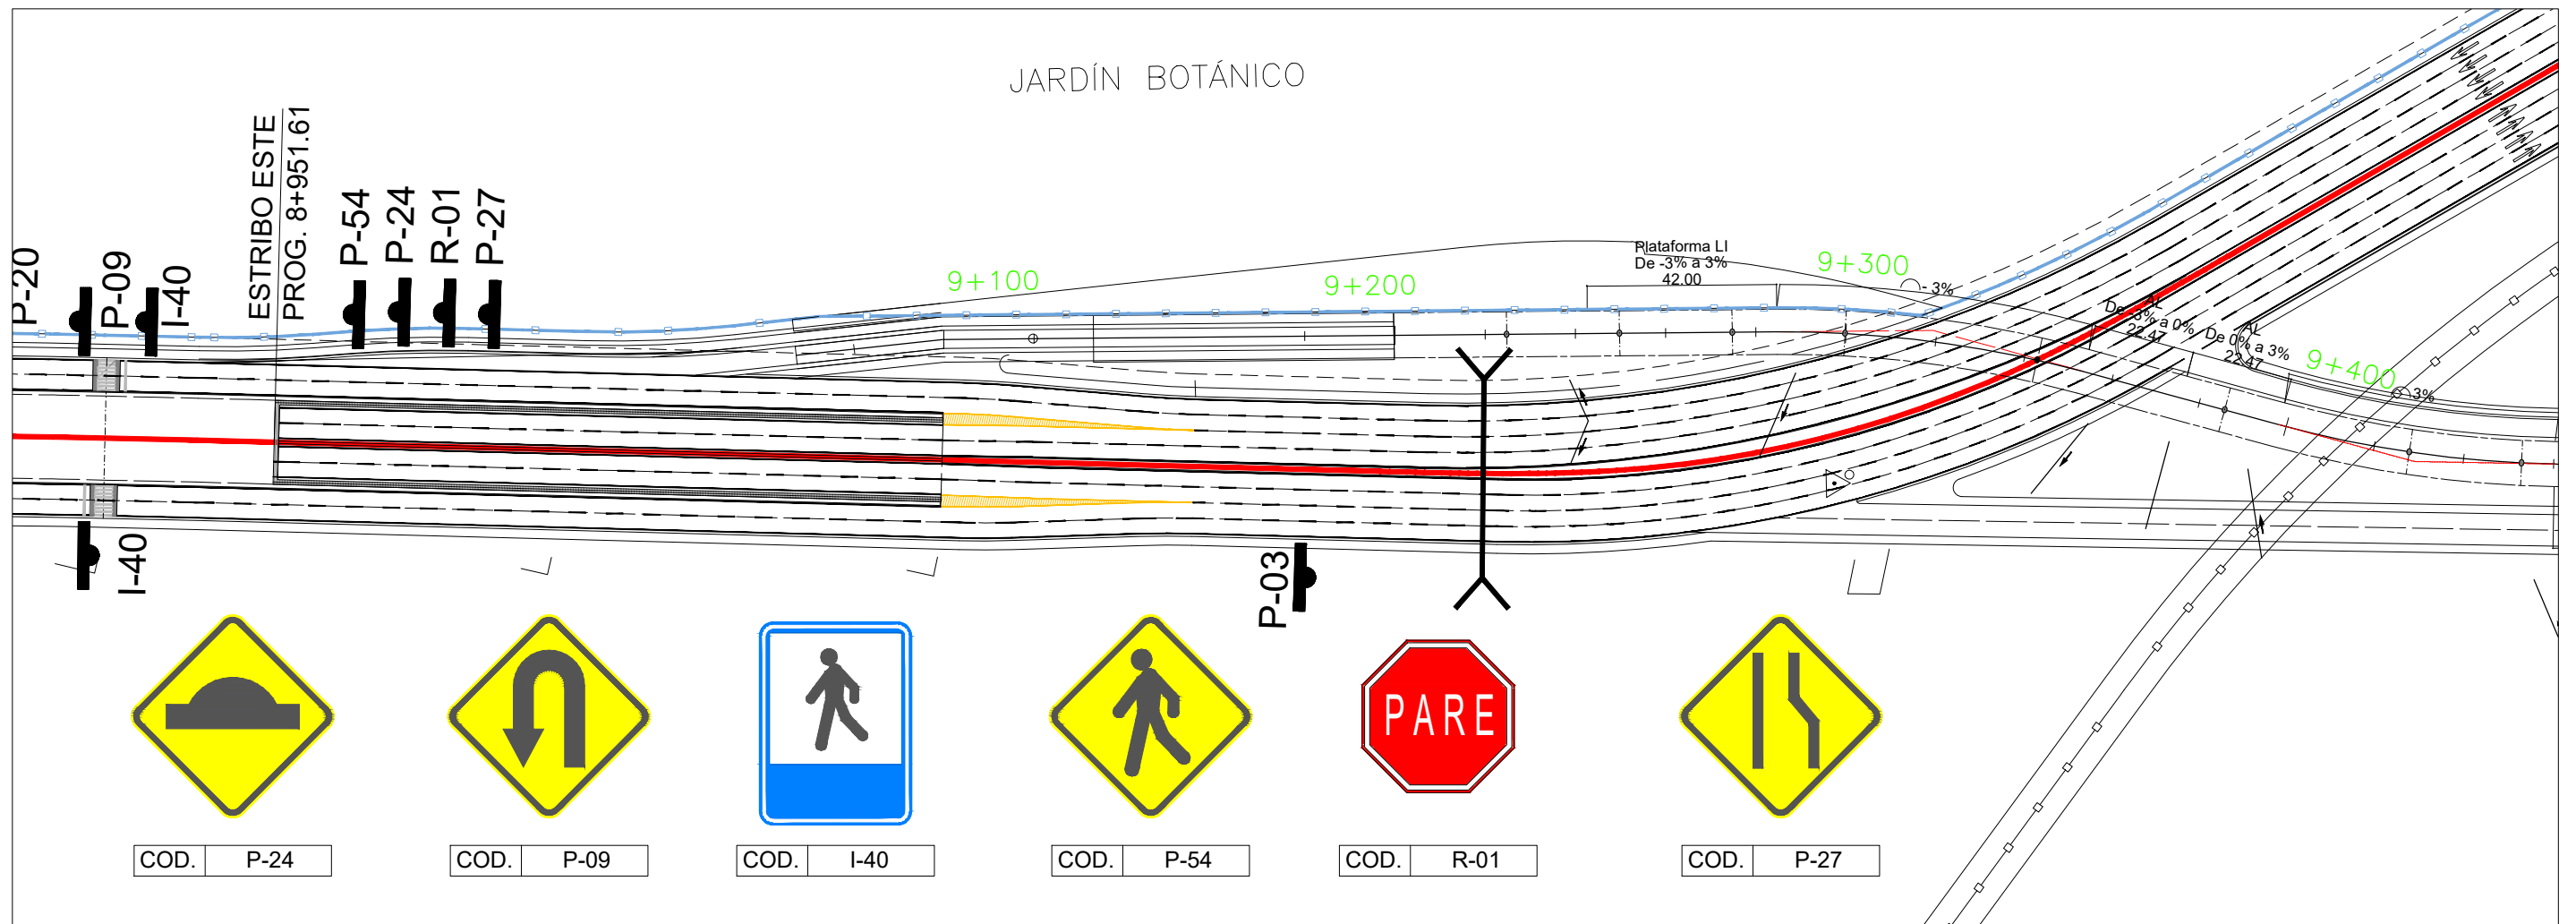 JARDÍN BOTÁNICO
ESTRIBO ESTE
PROG. 8+951.61
P-20
P-09
I-40
P-54
P-24
R-01
P-27
9+100
9+200
Plataforma LI
De -3% a 3%
42.00
9+300
- 3%
AL
De -3% a 0%
22.47
AL
De 0% a 3%
22.47
9+400
3%
I-40
P-03
PARE
COD. P-24
COD. P-09
COD. I-40
COD. P-54
COD. R-01
COD. P-27